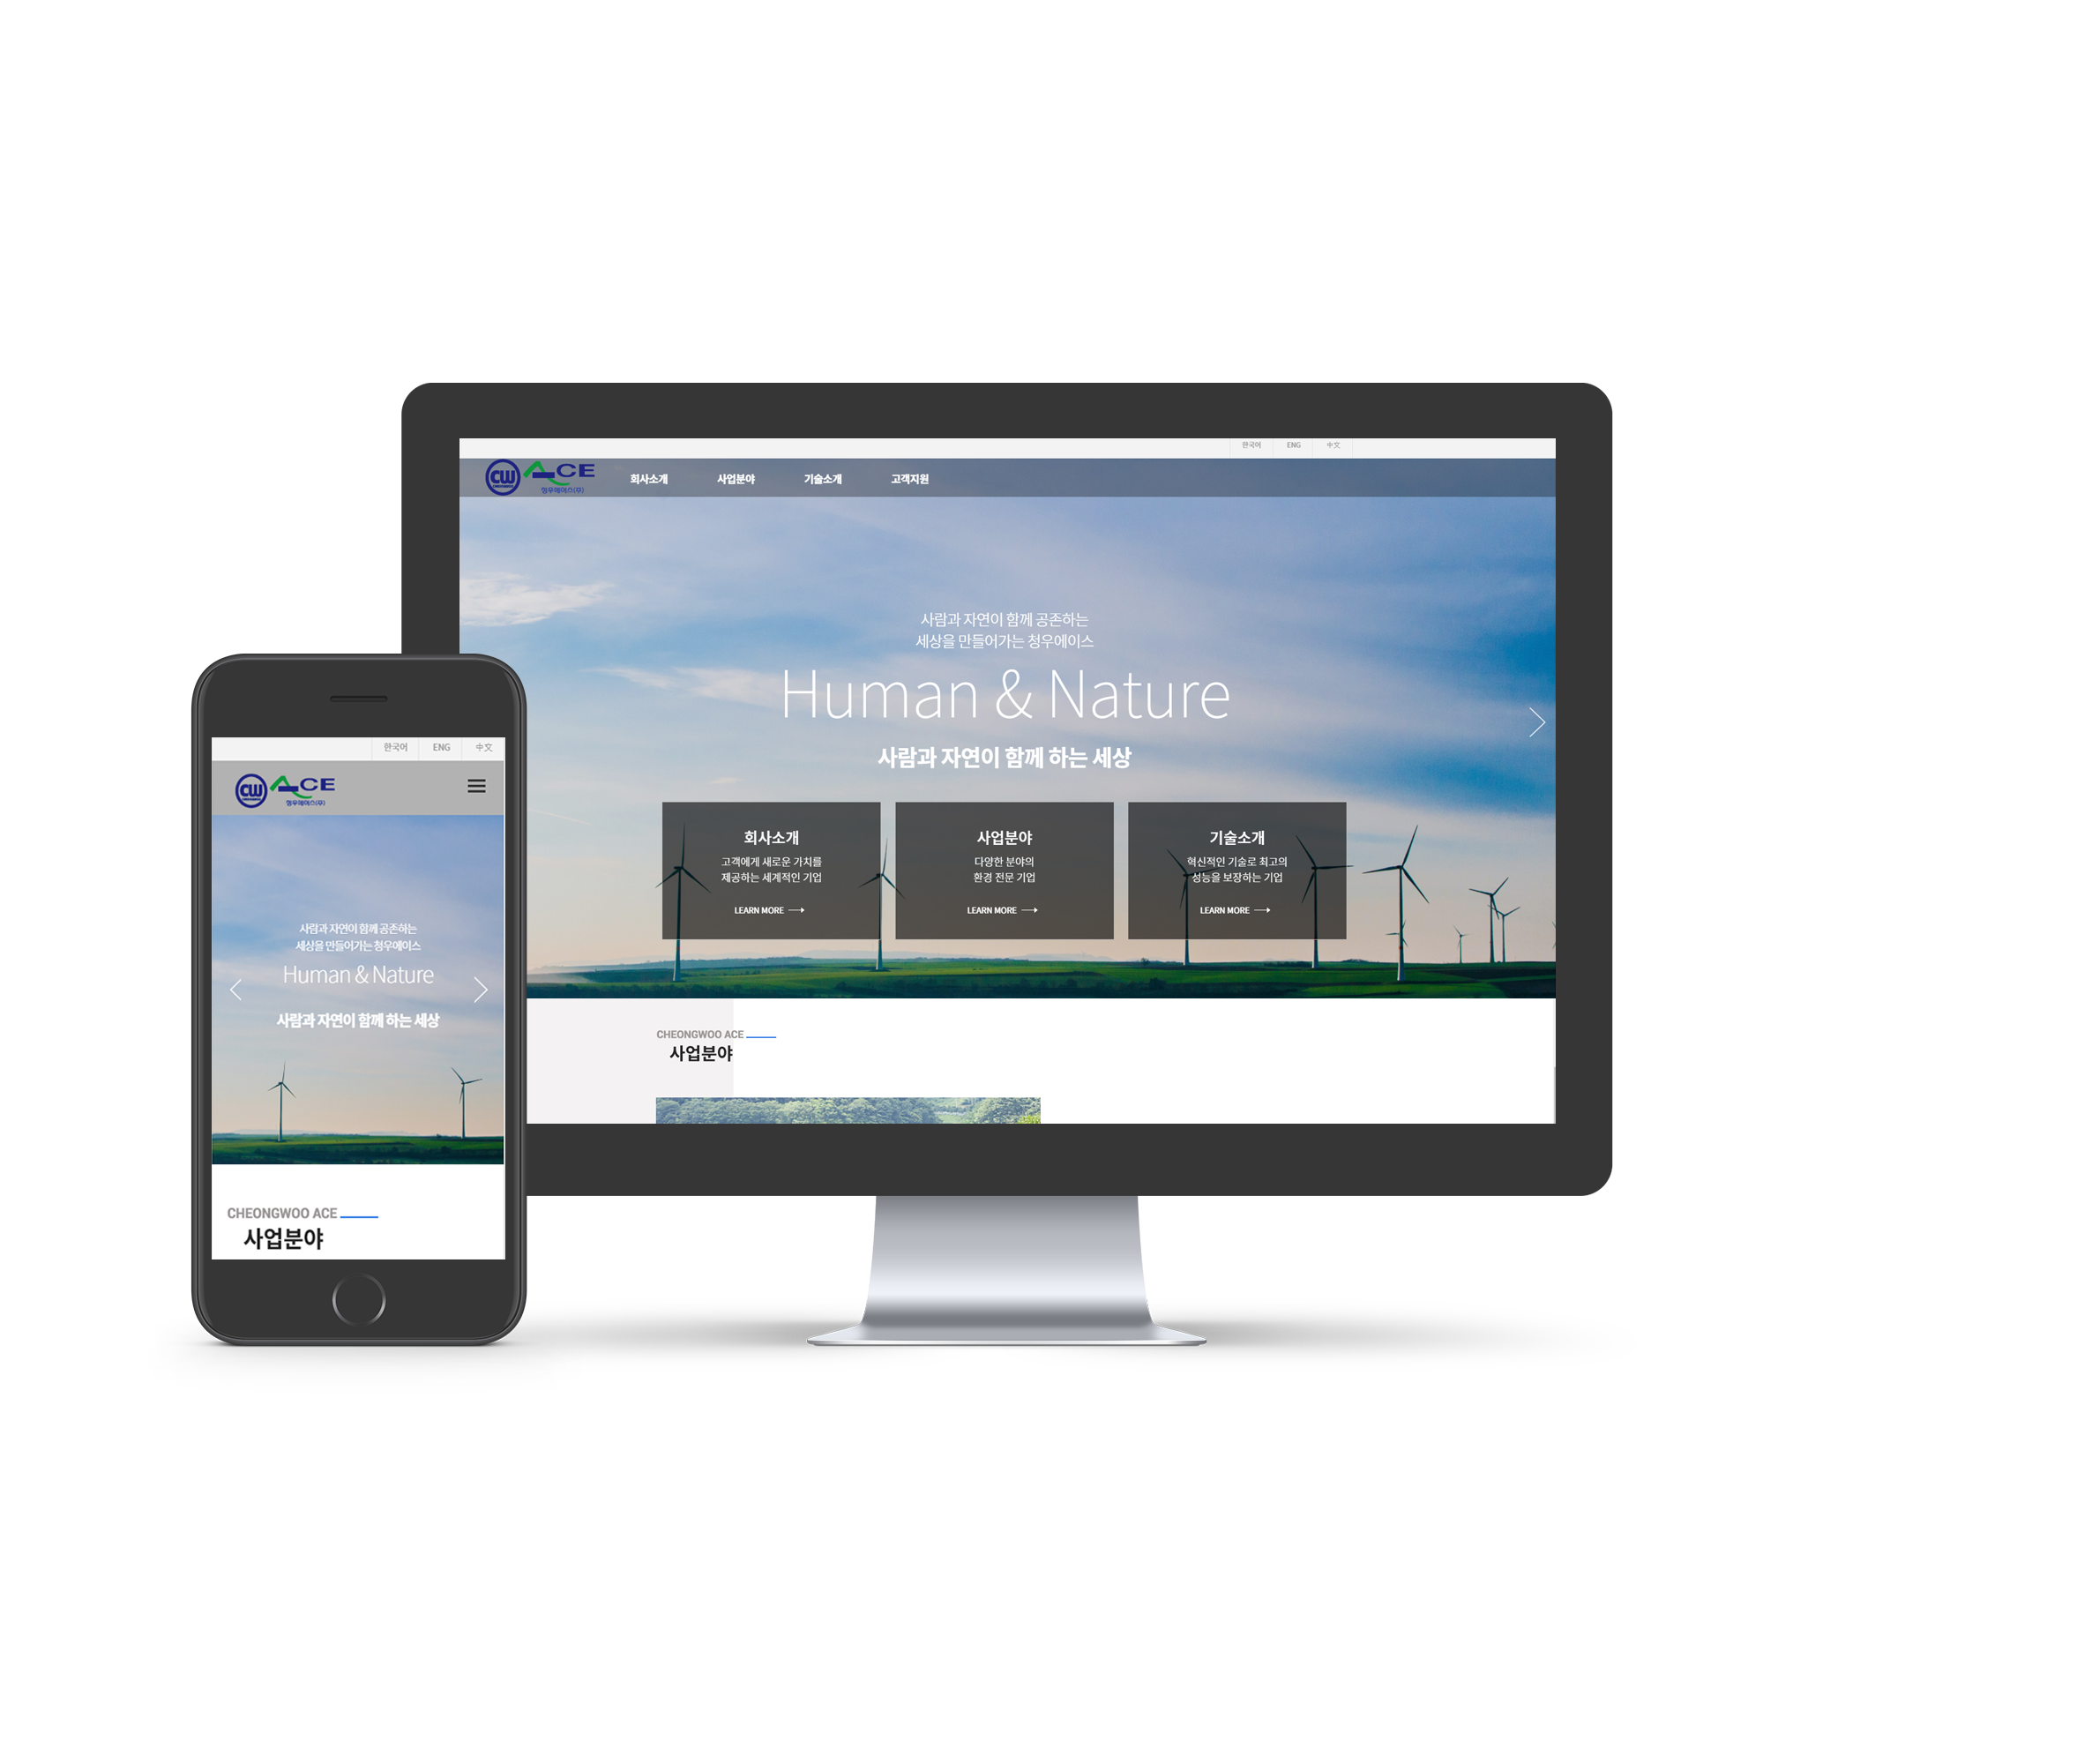 한국어 ENG 中文
CW ACE
청우에이스(주)
회사소개 사업분야 기술소개 고객지원
사람과 자연이 함께 공존하는
세상을 만들어가는 청우에이스
Human & Nature
사람과 자연이 함께 하는 세상
회사소개
고객에게 새로운 가치를
제공하는 세계적인 기업
LEARN MORE
사업분야
다양한 분야의
환경 전문 기업
LEARN MORE
기술소개
혁신적인 기술로 최고의
성능을 보장하는 기업
LEARN MORE
CHEONGWOO ACE
사업분야
한국어 ENG 中文
CW ACE
청우에이스(주)
사람과 자연이 함께 공존하는
세상을 만들어가는 청우에이스
Human & Nature
사람과 자연이 함께 하는 세상
CHEONGWOO ACE
사업분야